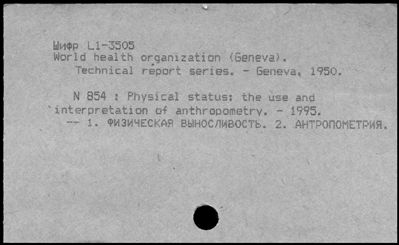 Шифр L1-3505
World health organization (Geneva).
Technical report series. - Geneva, 1950.
N 854 : Physical status: the use and
interpretation of anthropometry. - 1995.
-- 1. ФИЗИЧЕСКАЯ ВЫНОСЛИВОСТЬ. 2. АНТРОПОМЕТРИЯ.